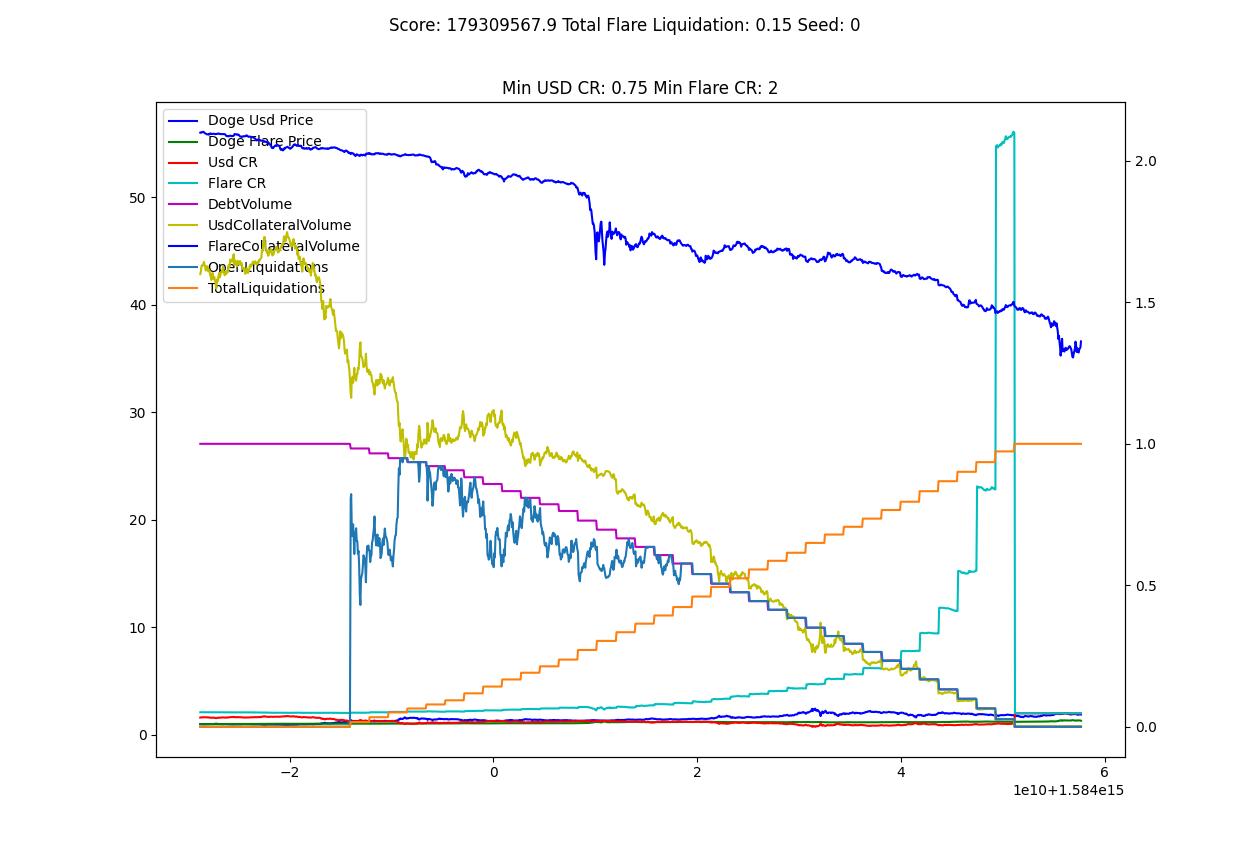 Score: 179309567.9 Total Flare Liquidation: 0.15 Seed: 0
Min USD CR: 0.75 Min Flare CR: 2
Doge Usd Price
Doge Flare Price
Usd CR
Flare CR
DebtVolume
UsdCollateralVolume
FlareCollateralVolume
OpenLiquidations
TotalLiquidations
50
40
30
20
10
0
2.0
1.5
1.0
0.5
0.0
−2
0
2
4
6
1e10+1.584e15